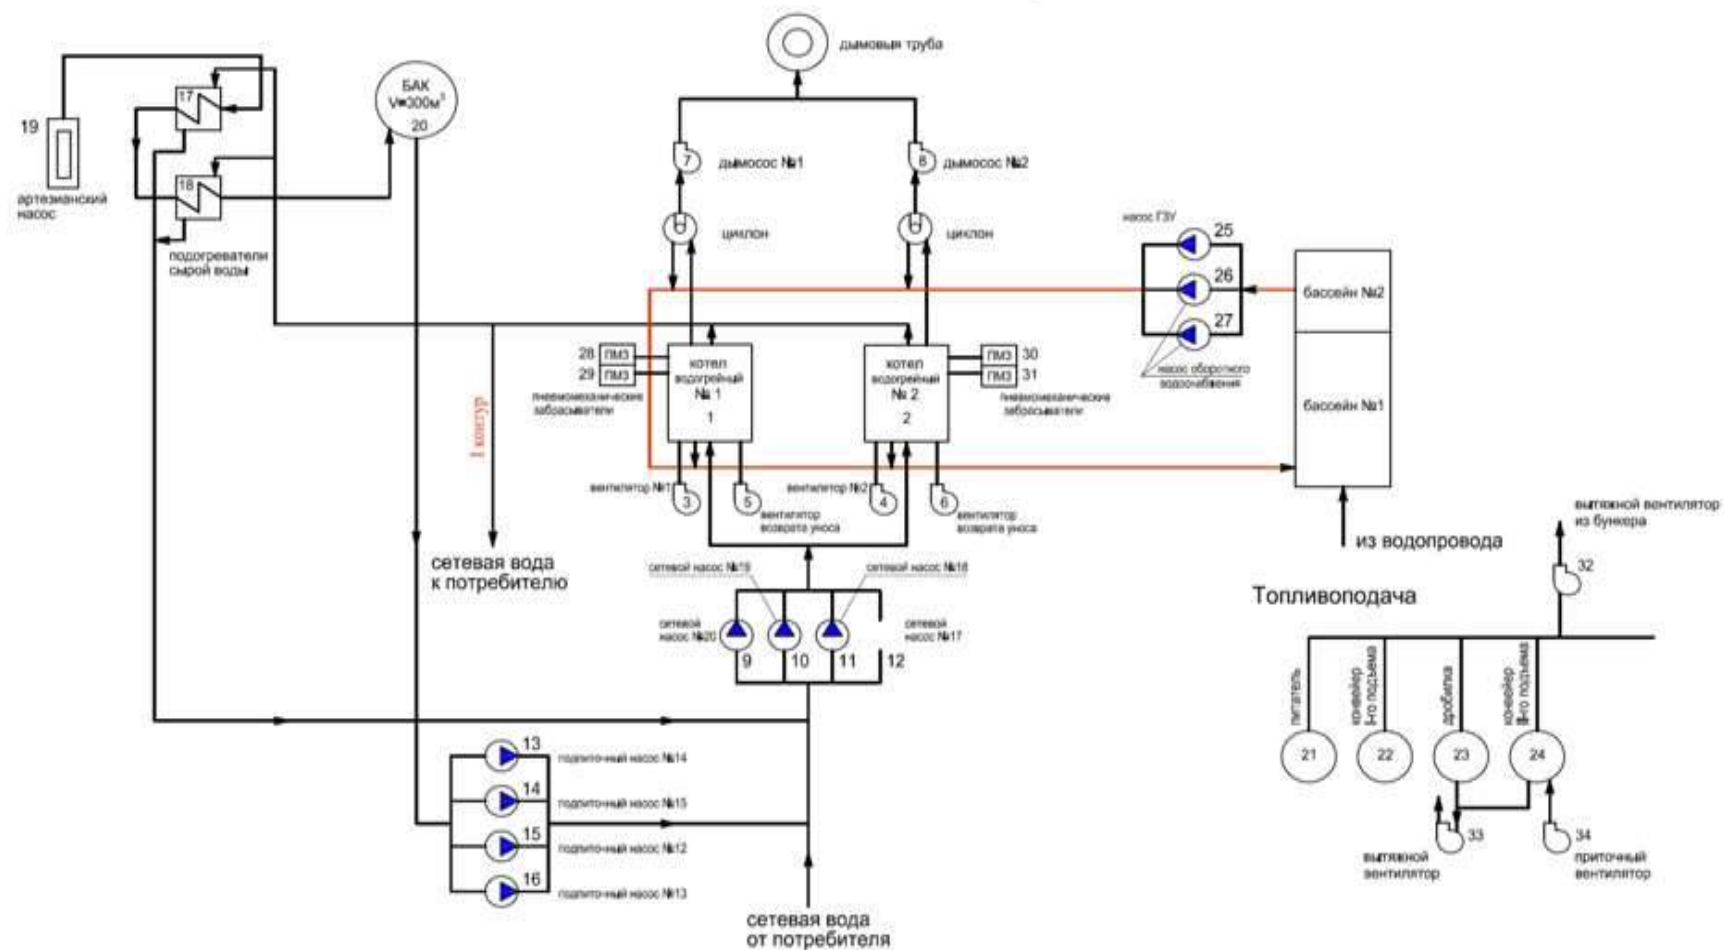 дымовыя труба
17
БАК
V=300м³
20
19
7
дымосос №1
8
дымосос №2
18
артезианский
насос
циклон
циклон
насос ГЗУ
25
подогреватели
сырой воды
26
бассейн №2
27
28
ПМЗ
29
ПМЗ
котел
водогрейный
№ 1
1
котел
водогрейный
№ 2
2
ПМЗ
30
ПМЗ
31
насос оборотного
водоснабжения
пневмомеханические
забрасыватели
пневмомеханические
забрасыватели
бассейн №1
I контур
вентилятор №1
3
5
вентилятор №2
4
6
вентилятор
возврата уноса
вентилятор
возврата уноса
вытяжной вентилятор
из бункера
из водопровода
сетевая вода
к потребителю
сетевой насос №19
сетевой насос №18
32
Топливоподача
сетевой
насос №20
сетевой
насос №17
9
10
11
12
питатель
конвейер
I-го подъема
дробилка
конвейер
II-го подъема
21
22
23
24
13
подпиточный насос №14
14
подпиточный насос №15
15
подпиточный насос №12
16
подпиточный насос №13
33
34
вытяжной
вентилятор
приточный
вентилятор
сетевая вода
от потребителя